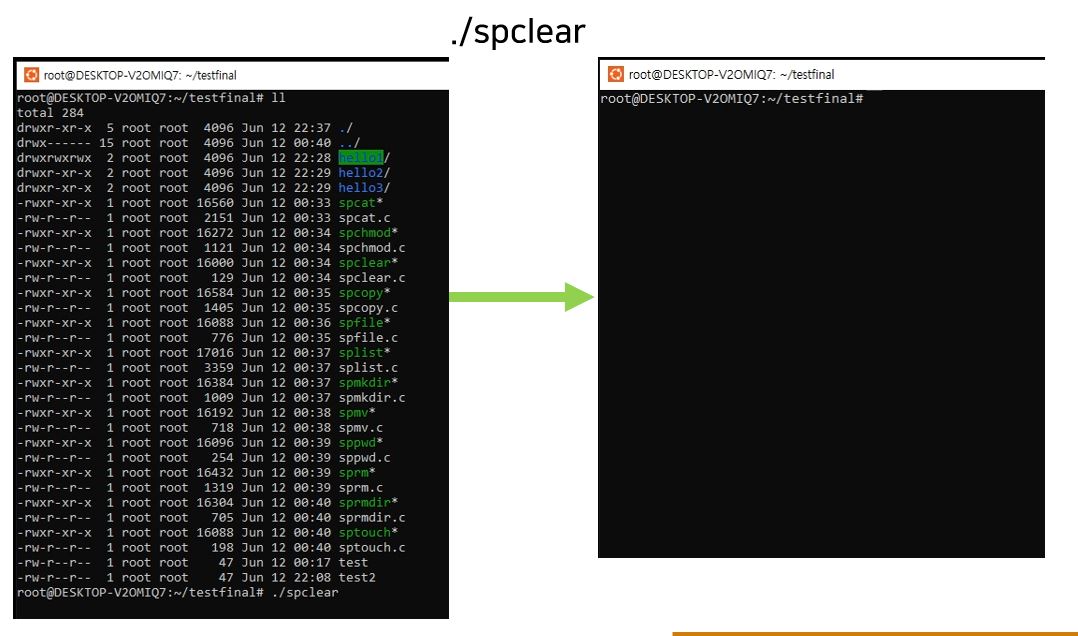 ./spclear
root@DESKTOP-V2OMIQ7: ~/testfinal
root@DESKTOP-V2OMIQ7:~/testfinal# ll
total 284
drwxr-xr-x  5 root root  4096 Jun 12 22:37 ./
drwx------ 15 root root  4096 Jun 12 00:40 ../
drwxrwxrwx  2 root root  4096 Jun 12 22:28 hello1/
drwxr-xr-x  2 root root  4096 Jun 12 22:29 hello2/
drwxr-xr-x  2 root root  4096 Jun 12 22:29 hello3/
-rwxr-xr-x  1 root root 16560 Jun 12 00:33 spcat*
-rw-r--r--  1 root root  2151 Jun 12 00:33 spcat.c
-rwxr-xr-x  1 root root 16272 Jun 12 00:34 spchmod*
-rw-r--r--  1 root root  1121 Jun 12 00:34 spchmod.c
-rwxr-xr-x  1 root root 16000 Jun 12 00:34 spclear*
-rw-r--r--  1 root root   129 Jun 12 00:34 spclear.c
-rwxr-xr-x  1 root root 16584 Jun 12 00:35 spcopy*
-rw-r--r--  1 root root  1405 Jun 12 00:35 spcopy.c
-rwxr-xr-x  1 root root 16088 Jun 12 00:36 spfile*
-rw-r--r--  1 root root   776 Jun 12 00:35 spfile.c
-rwxr-xr-x  1 root root 17016 Jun 12 00:37 splist*
-rw-r--r--  1 root root  3359 Jun 12 00:37 splist.c
-rwxr-xr-x  1 root root 16384 Jun 12 00:37 spmkdir*
-rw-r--r--  1 root root  1009 Jun 12 00:37 spmkdir.c
-rwxr-xr-x  1 root root 16192 Jun 12 00:38 spmv*
-rw-r--r--  1 root root   718 Jun 12 00:38 spmv.c
-rwxr-xr-x  1 root root 16096 Jun 12 00:39 sppwd*
-rw-r--r--  1 root root   254 Jun 12 00:39 sppwd.c
-rwxr-xr-x  1 root root 16432 Jun 12 00:39 sprm*
-rw-r--r--  1 root root  1319 Jun 12 00:39 sprm.c
-rwxr-xr-x  1 root root 16304 Jun 12 00:40 sprmdir*
-rw-r--r--  1 root root   705 Jun 12 00:40 sprmdir.c
-rwxr-xr-x  1 root root 16088 Jun 12 00:40 sptouch*
-rw-r--r--  1 root root   198 Jun 12 00:40 sptouch.c
-rw-r--r--  1 root root    47 Jun 12 00:17 test
-rw-r--r--  1 root root    47 Jun 12 22:08 test2
root@DESKTOP-V2OMIQ7:~/testfinal# ./spclear
root@DESKTOP-V2OMIQ7: ~/testfinal
root@DESKTOP-V2OMIQ7:~/testfinal#